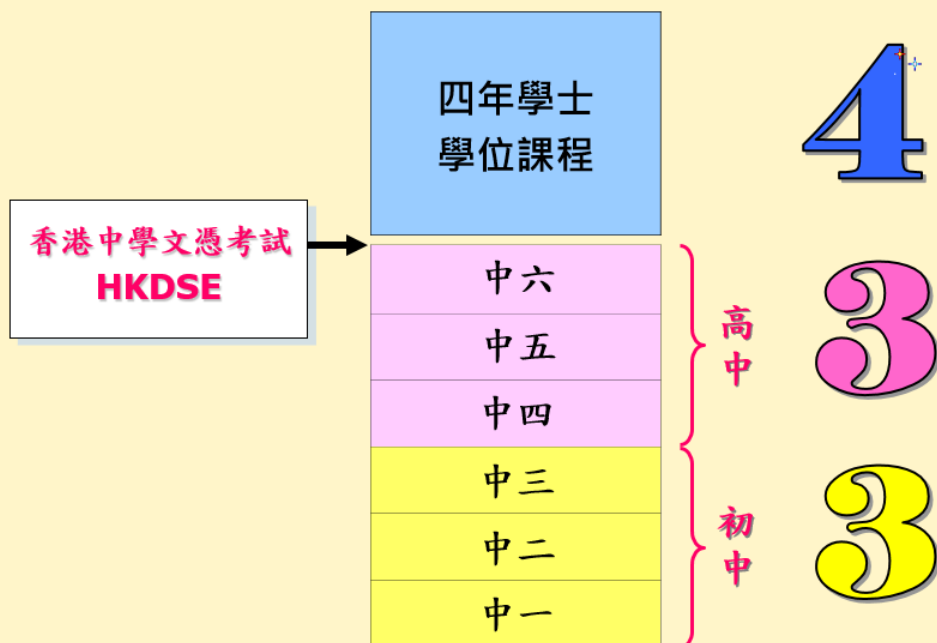 四年學士
學位課程
4
香港中學文憑考試
HKDSE
中六
中五
中四
高中
3
中三
中二
中一
初中
3